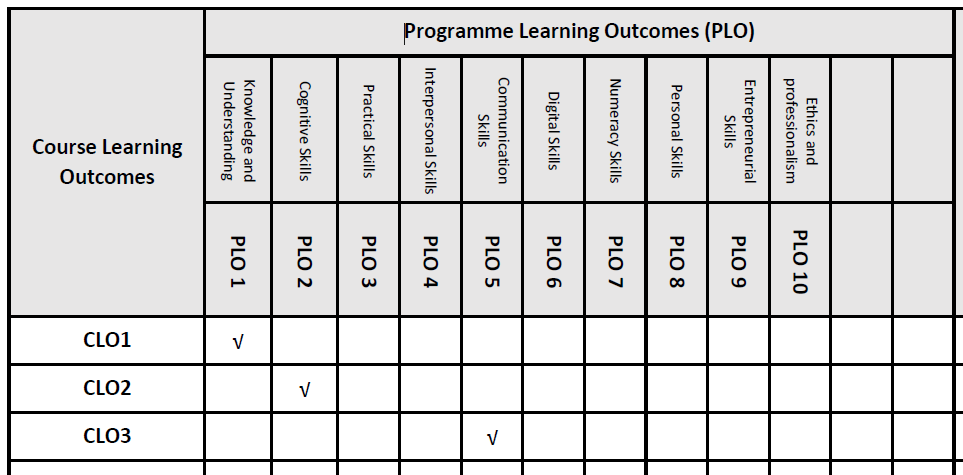 Programme Learning Outcomes (PLO)
Course Learning
Outcomes
Knowledge and
Understanding
Cognitive Skills
Practical Skills
Interpersonal Skills
Communication
Skills
Digital Skills
Numeracy Skills
Personal Skills
Entrepreneurial
Skills
Ethics and
professionalism
PLO 1
PLO 2
PLO 3
PLO 4
PLO 5
PLO 6
PLO 7
PLO 8
PLO 9
PLO 10
CLO1 √
CLO2 √
CLO3 √